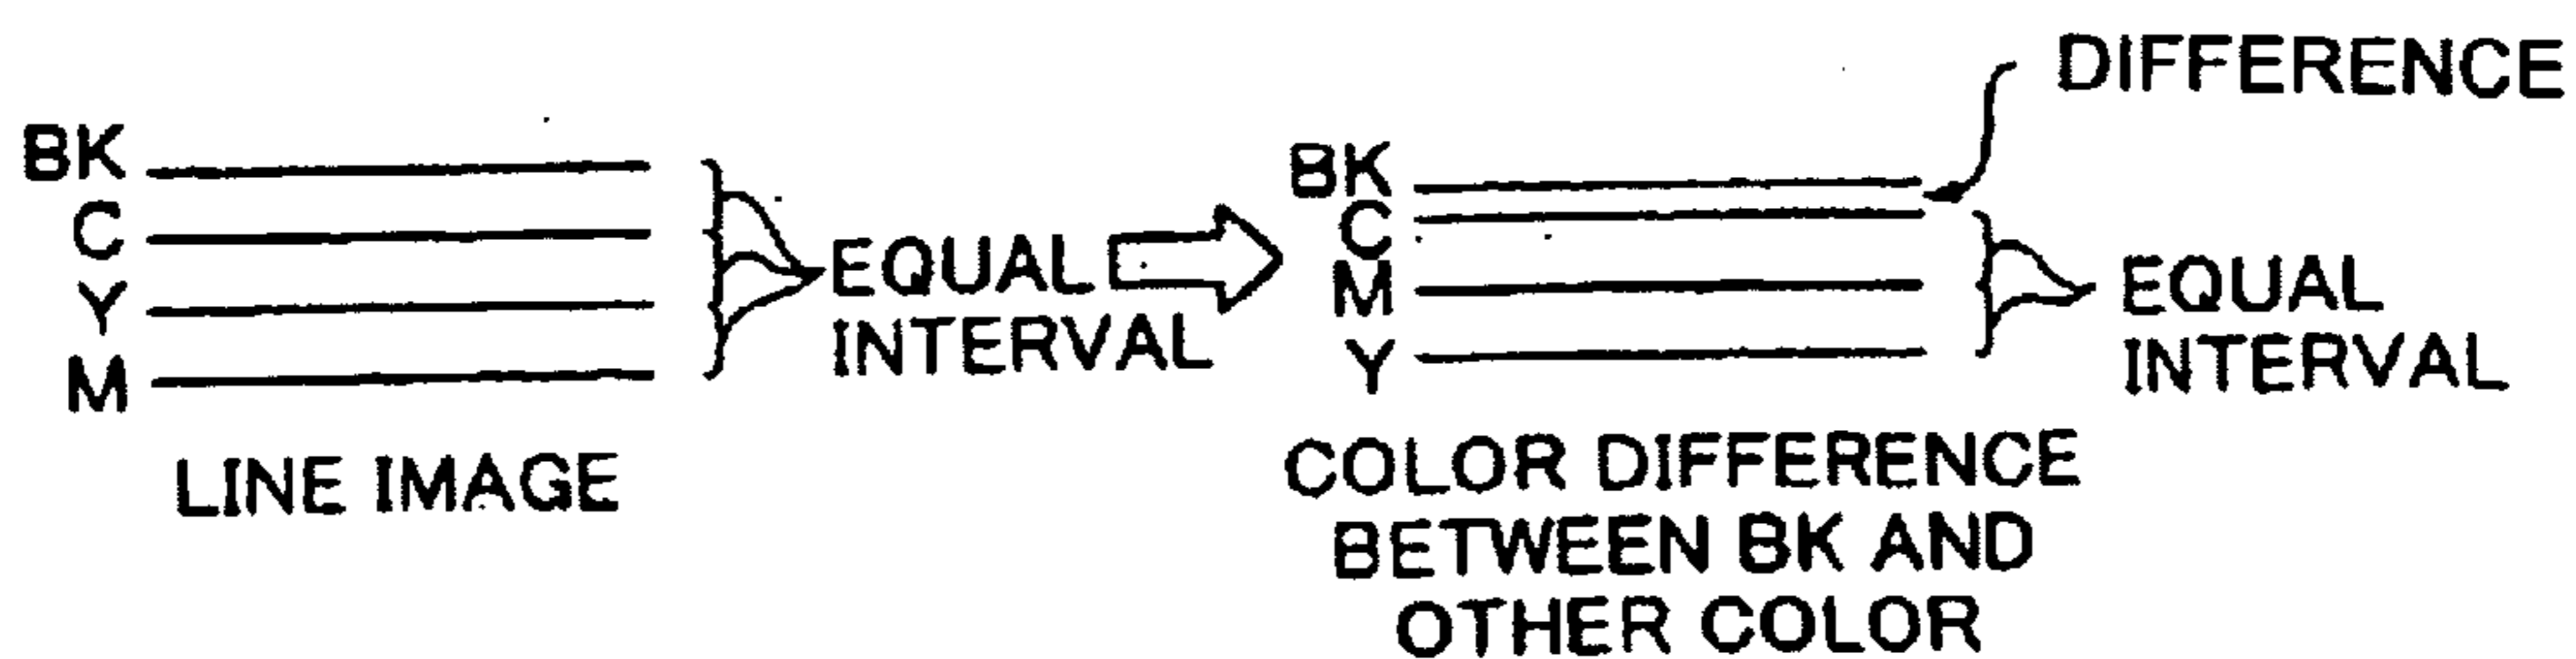 BK
C
Y
M
LINE IMAGE
EQUAL
INTERVAL
DIFFERENCE
BK
C
M
Y
EQUAL
INTERVAL
COLOR DIFFERENCE
BETWEEN BK AND
OTHER COLOR